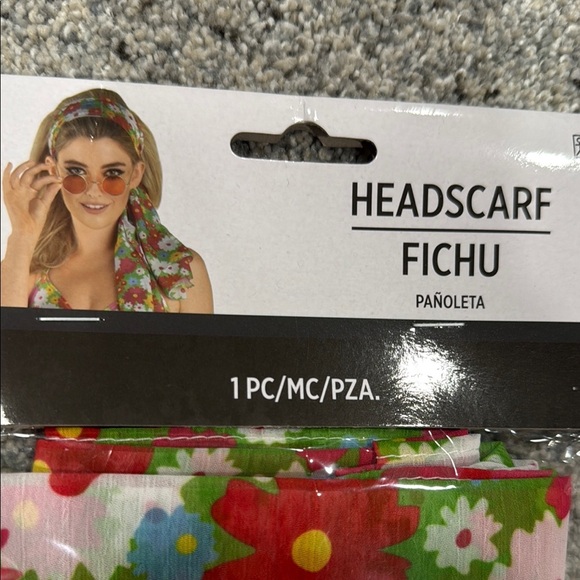 HEADSCARF
FICHU
PAÑOLETA
1 PC/MC/PZA.